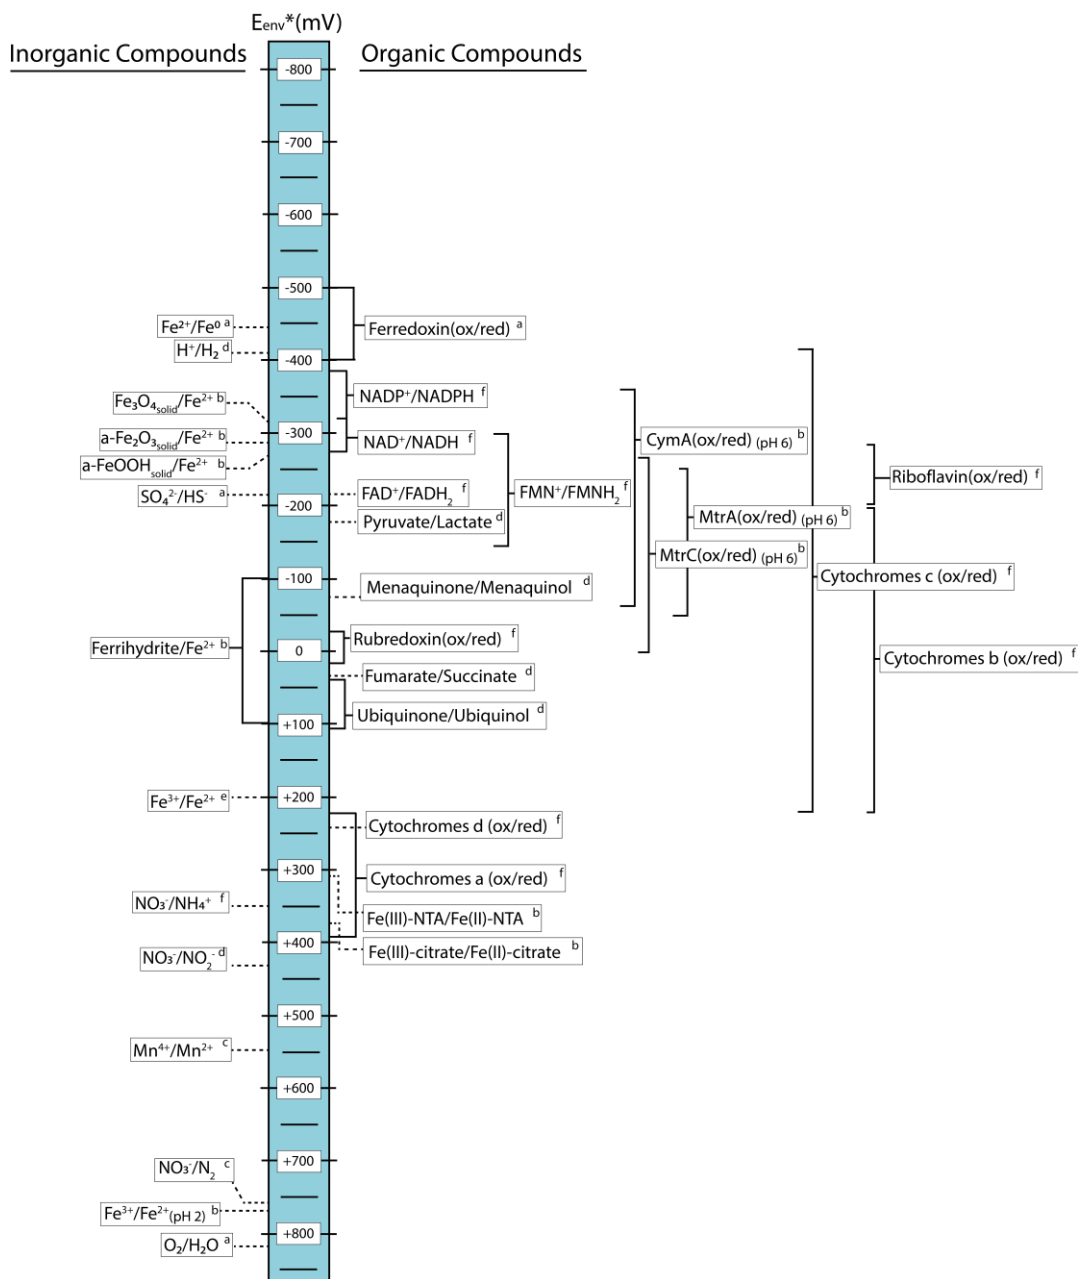 E_env*(mV)
Inorganic Compounds
Organic Compounds
-800
-700
-600
-500
-400
-300
-200
-100
0
+100
+200
+300
+400
+500
+600
+700
+800
Fe²⁺/Fe⁰ ᵃ
H⁺/H₂ ᵈ
Fe₃O₄solid/Fe²⁺ ᵇ
a-Fe₂O₃solid/Fe²⁺ ᵇ
a-FeOOHsolid/Fe²⁺ ᵇ
SO₄²⁻/HS⁻ ᵃ
Ferrihydrite/Fe²⁺ ᵇ
Fe³⁺/Fe²⁺ ᵉ
NO₃⁻/NH₄⁺ ᶠ
NO₃⁻/NO₂⁻ ᵈ
Mn⁴⁺/Mn²⁺ ᶜ
NO₃⁻/N₂ ᶜ
Fe³⁺/Fe²⁺(pH 2) ᵇ
O₂/H₂O ᵃ
Ferredoxin(ox/red) ᵃ
NADP⁺/NADPH ᶠ
NAD⁺/NADH ᶠ
FAD⁺/FADH₂ ᶠ
Pyruvate/Lactate ᵈ
Menaquinone/Menaquinol ᵈ
Rubredoxin(ox/red) ᶠ
Fumarate/Succinate ᵈ
Ubiquinone/Ubiquinol ᵈ
Cytochromes d (ox/red) ᶠ
Cytochromes a (ox/red) ᶠ
Fe(III)-NTA/Fe(II)-NTA ᵇ
Fe(III)-citrate/Fe(II)-citrate ᵇ
FMN⁺/FMNH₂ ᶠ
CymA(ox/red) (pH 6) ᵇ
MtrA(ox/red) (pH 6) ᵇ
MtrC(ox/red) (pH 6) ᵇ
Cytochromes c (ox/red) ᶠ
Riboflavin(ox/red) ᶠ
Cytochromes b (ox/red) ᶠ